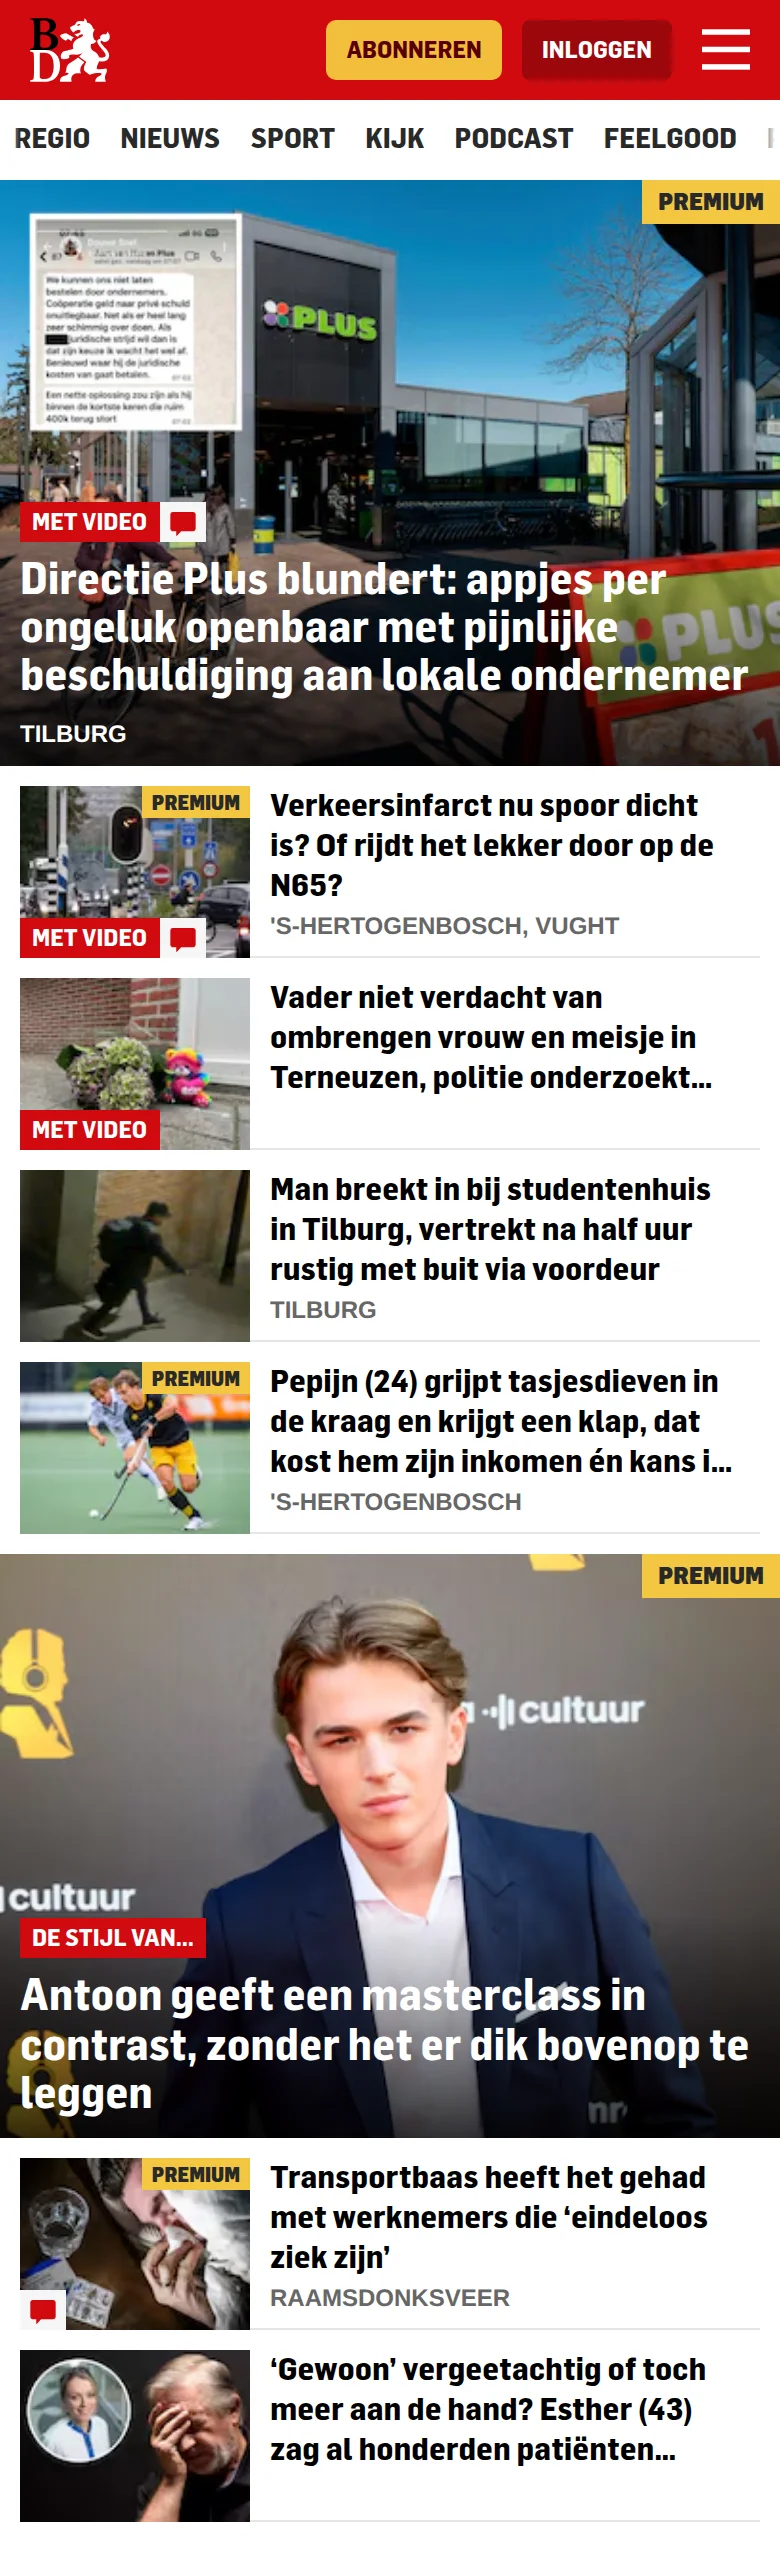 BD
ABONNEREN
INLOGGEN
REGIO NIEUWS SPORT KIJK PODCAST FEELGOOD
PREMIUM
We kunnen ons niet laten
bestelen door ondernemers.
Coöperatie geld naar privé schuld
onuitlegbaar. Net als er heel lang
zeer schimmig over doen. Als
juridische strijd wil dan is
dat zijn keuze ik wacht het wel af.
Benieuwd waar hij de juridische
kosten van gaat betalen.
Een nette oplossing zou zijn als hij
binnen de kortste keren die ruim
400k terug stort
PLUS
PLUS
MET VIDEO
Directie Plus blundert: appjes per
ongeluk openbaar met pijnlijke
beschuldiging aan lokale ondernemer
TILBURG
PREMIUM
MET VIDEO
Verkeersinfarct nu spoor dicht
is? Of rijdt het lekker door op de
N65?
'S-HERTOGENBOSCH, VUGHT
MET VIDEO
Vader niet verdacht van
ombrengen vrouw en meisje in
Terneuzen, politie onderzoekt...
Man breekt in bij studentenhuis
in Tilburg, vertrekt na half uur
rustig met buit via voordeur
TILBURG
PREMIUM
Pepijn (24) grijpt tasjesdieven in
de kraag en krijgt een klap, dat
kost hem zijn inkomen én kans i...
'S-HERTOGENBOSCH
PREMIUM
cultuur
cultuur
DE STIJL VAN...
Antoon geeft een masterclass in
contrast, zonder het er dik bovenop te
leggen
PREMIUM
Transportbaas heeft het gehad
met werknemers die ‘eindeloos
ziek zijn’
RAAMSDONKSVEER
‘Gewoon’ vergeetachtig of toch
meer aan de hand? Esther (43)
zag al honderden patiënten...